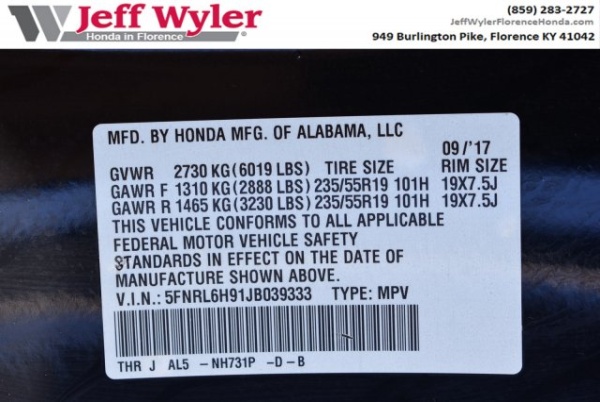 Jeff Wyler
Honda in Florence
(859) 283-2727
JeffWylerFlorenceHonda.com
949 Burlington Pike, Florence KY 41042
MFD. BY HONDA MFG. OF ALABAMA, LLC
09/'17
GVWR 2730 KG(6019 LBS) TIRE SIZE RIM SIZE
GAWR F 1310 KG(2888 LBS) 235/55R19 101H 19X7.5J
GAWR R 1465 KG(3230 LBS) 235/55R19 101H 19X7.5J
THIS VEHICLE CONFORMS TO ALL APPLICABLE
FEDERAL MOTOR VEHICLE SAFETY
STANDARDS IN EFFECT ON THE DATE OF
MANUFACTURE SHOWN ABOVE.
V.I.N.: 5FNRL6H91JB039333 TYPE: MPV
THR J AL5 - NH731P -D-B